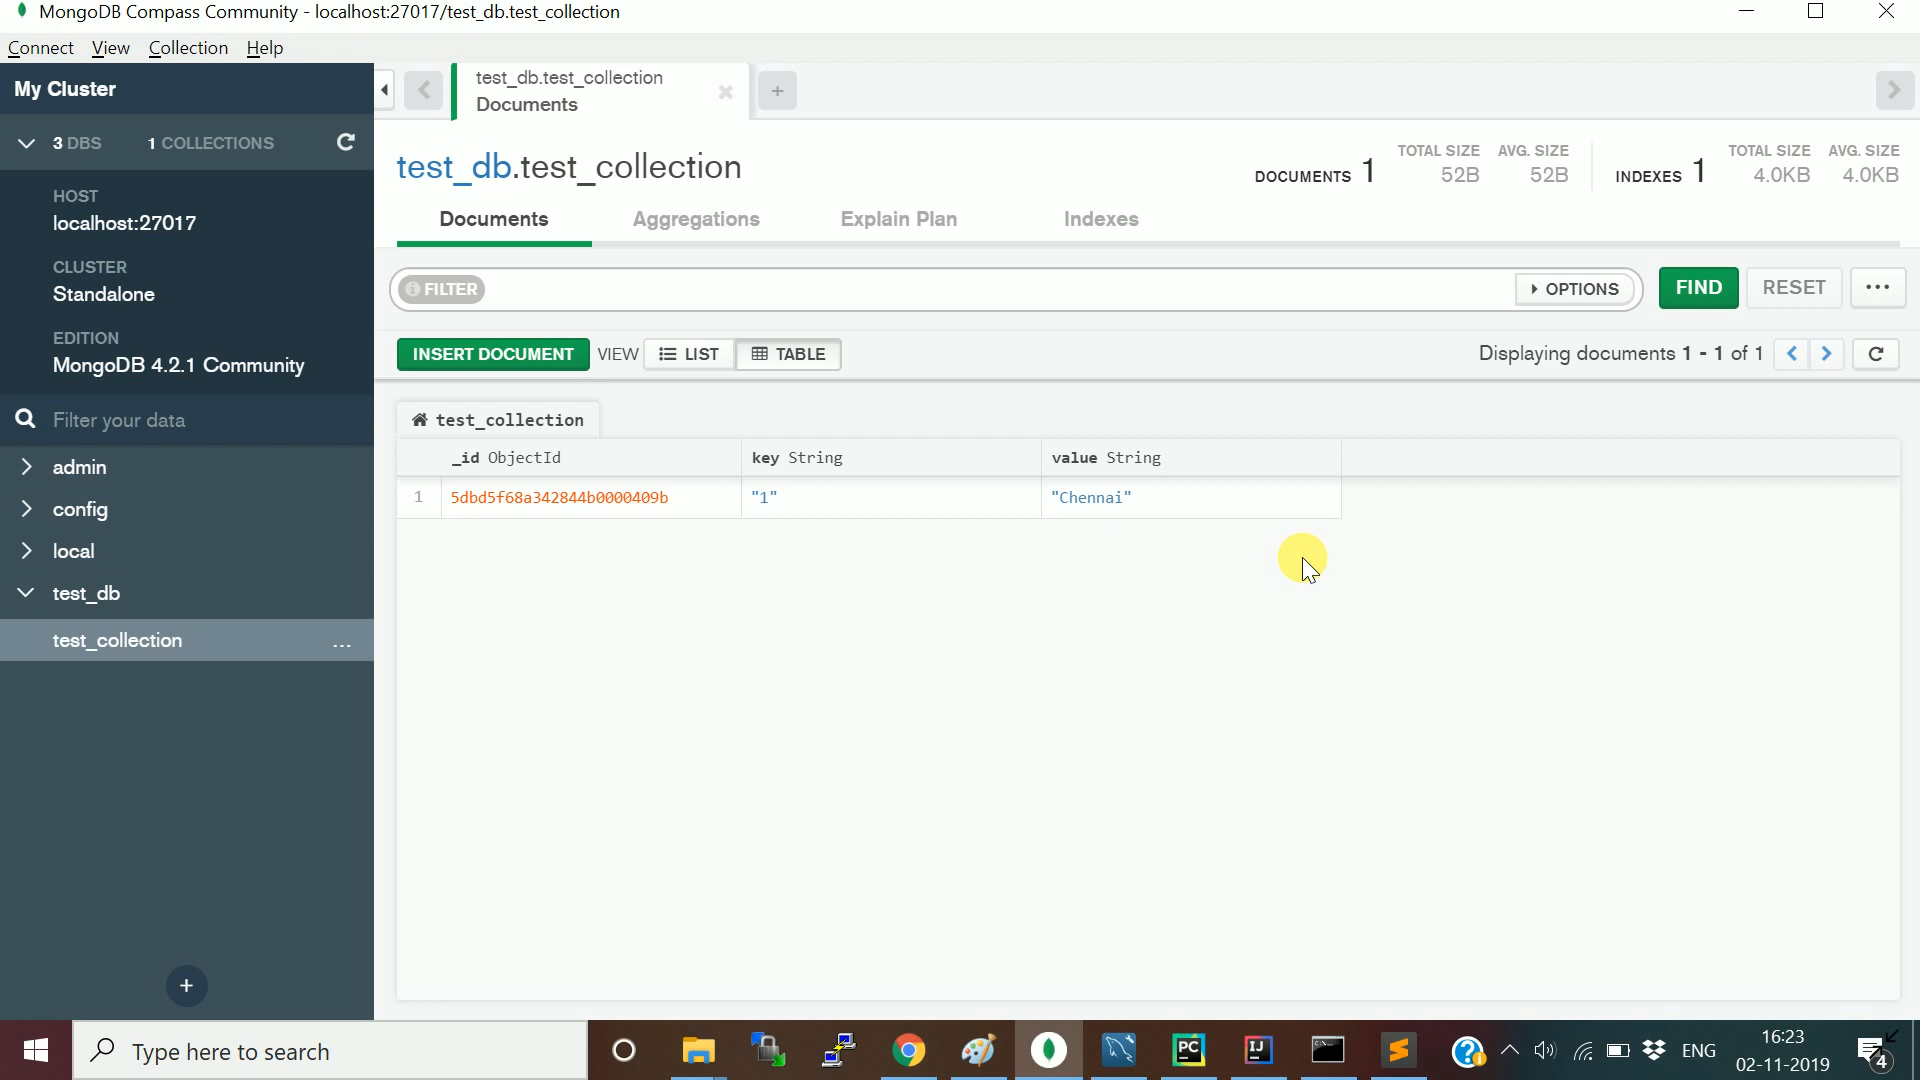 MongoDB Compass Community - localhost:27017/test_db.test_collection
Connect View Collection Help
My Cluster
3 DBS 1 COLLECTIONS
HOST
localhost:27017
CLUSTER
Standalone
EDITION
MongoDB 4.2.1 Community
Filter your data
admin
config
local
test_db
test_collection ...
test_db.test_collection
Documents
test_db.test_collection
DOCUMENTS 1 TOTAL SIZE 52B AVG. SIZE 52B INDEXES 1 TOTAL SIZE 4.0KB AVG. SIZE 4.0KB
Documents Aggregations Explain Plan Indexes
FILTER OPTIONS FIND RESET ...
INSERT DOCUMENT VIEW LIST TABLE Displaying documents 1 - 1 of 1
test_collection
_id ObjectId key String value String
1 5dbd5f68a342844b0000409b "1" "Chennai"
Type here to search
PC
IJ
ENG
16:23
02-11-2019
4